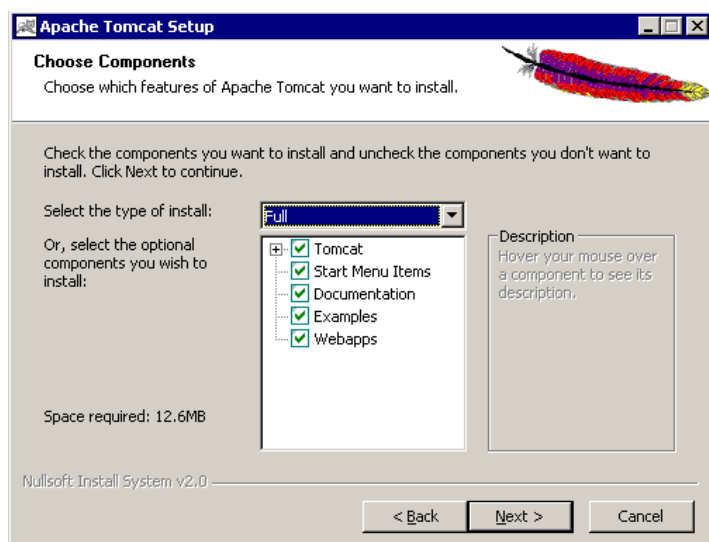 Apache Tomcat Setup
Choose Components
Choose which features of Apache Tomcat you want to install.
Check the components you want to install and uncheck the components you don't want to
install. Click Next to continue.
Select the type of install:
Full
Or, select the optional
components you wish to
install:
Tomcat
Start Menu Items
Documentation
Examples
Webapps
Description
Hover your mouse over
a component to see its
description.
Space required: 12.6MB
Nullsoft Install System v2.0
< Back
Next >
Cancel